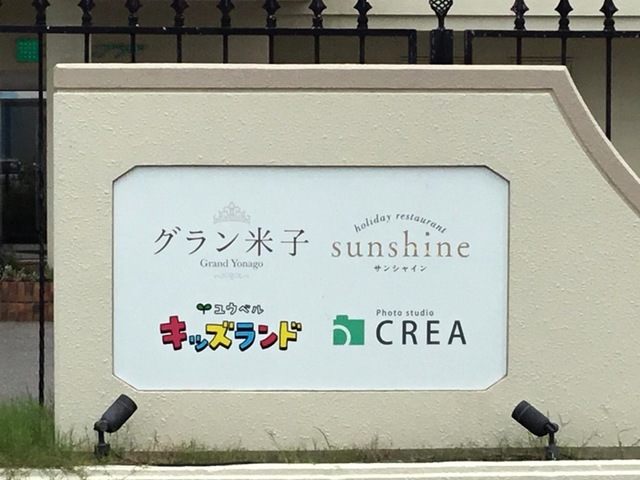 グラン米子
Grand Yonago
holiday restaurant
sunshine
サンシャイン
ユウベル
キッズランド
Photo studio
CREA